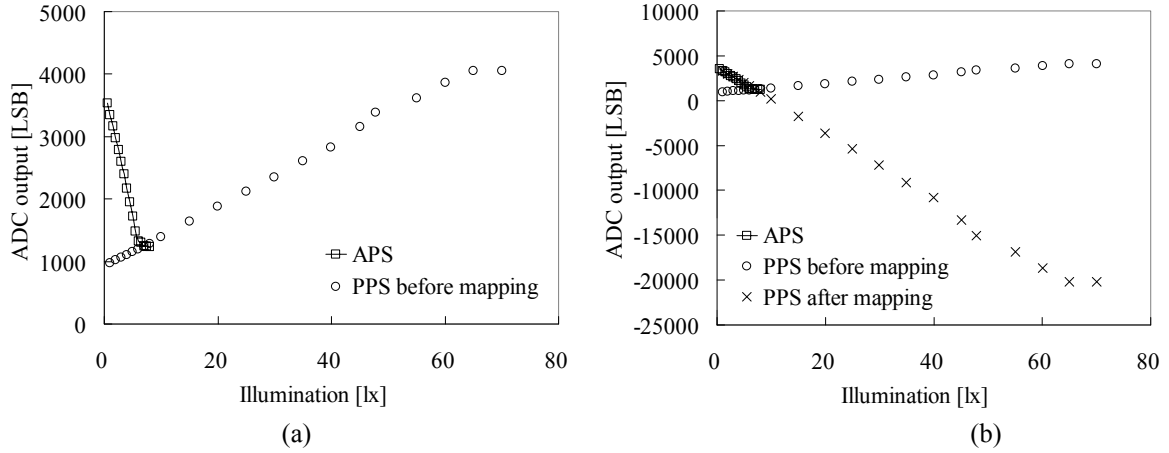 5000
4000
3000
2000
1000
0
ADC output [LSB]
APS
PPS before mapping
0 20 40 60 80
Illumination [lx]
(a)
10000
5000
0
-5000
-10000
-15000
-20000
-25000
ADC output [LSB]
APS
PPS before mapping
PPS after mapping
0 20 40 60 80
Illumination [lx]
(b)